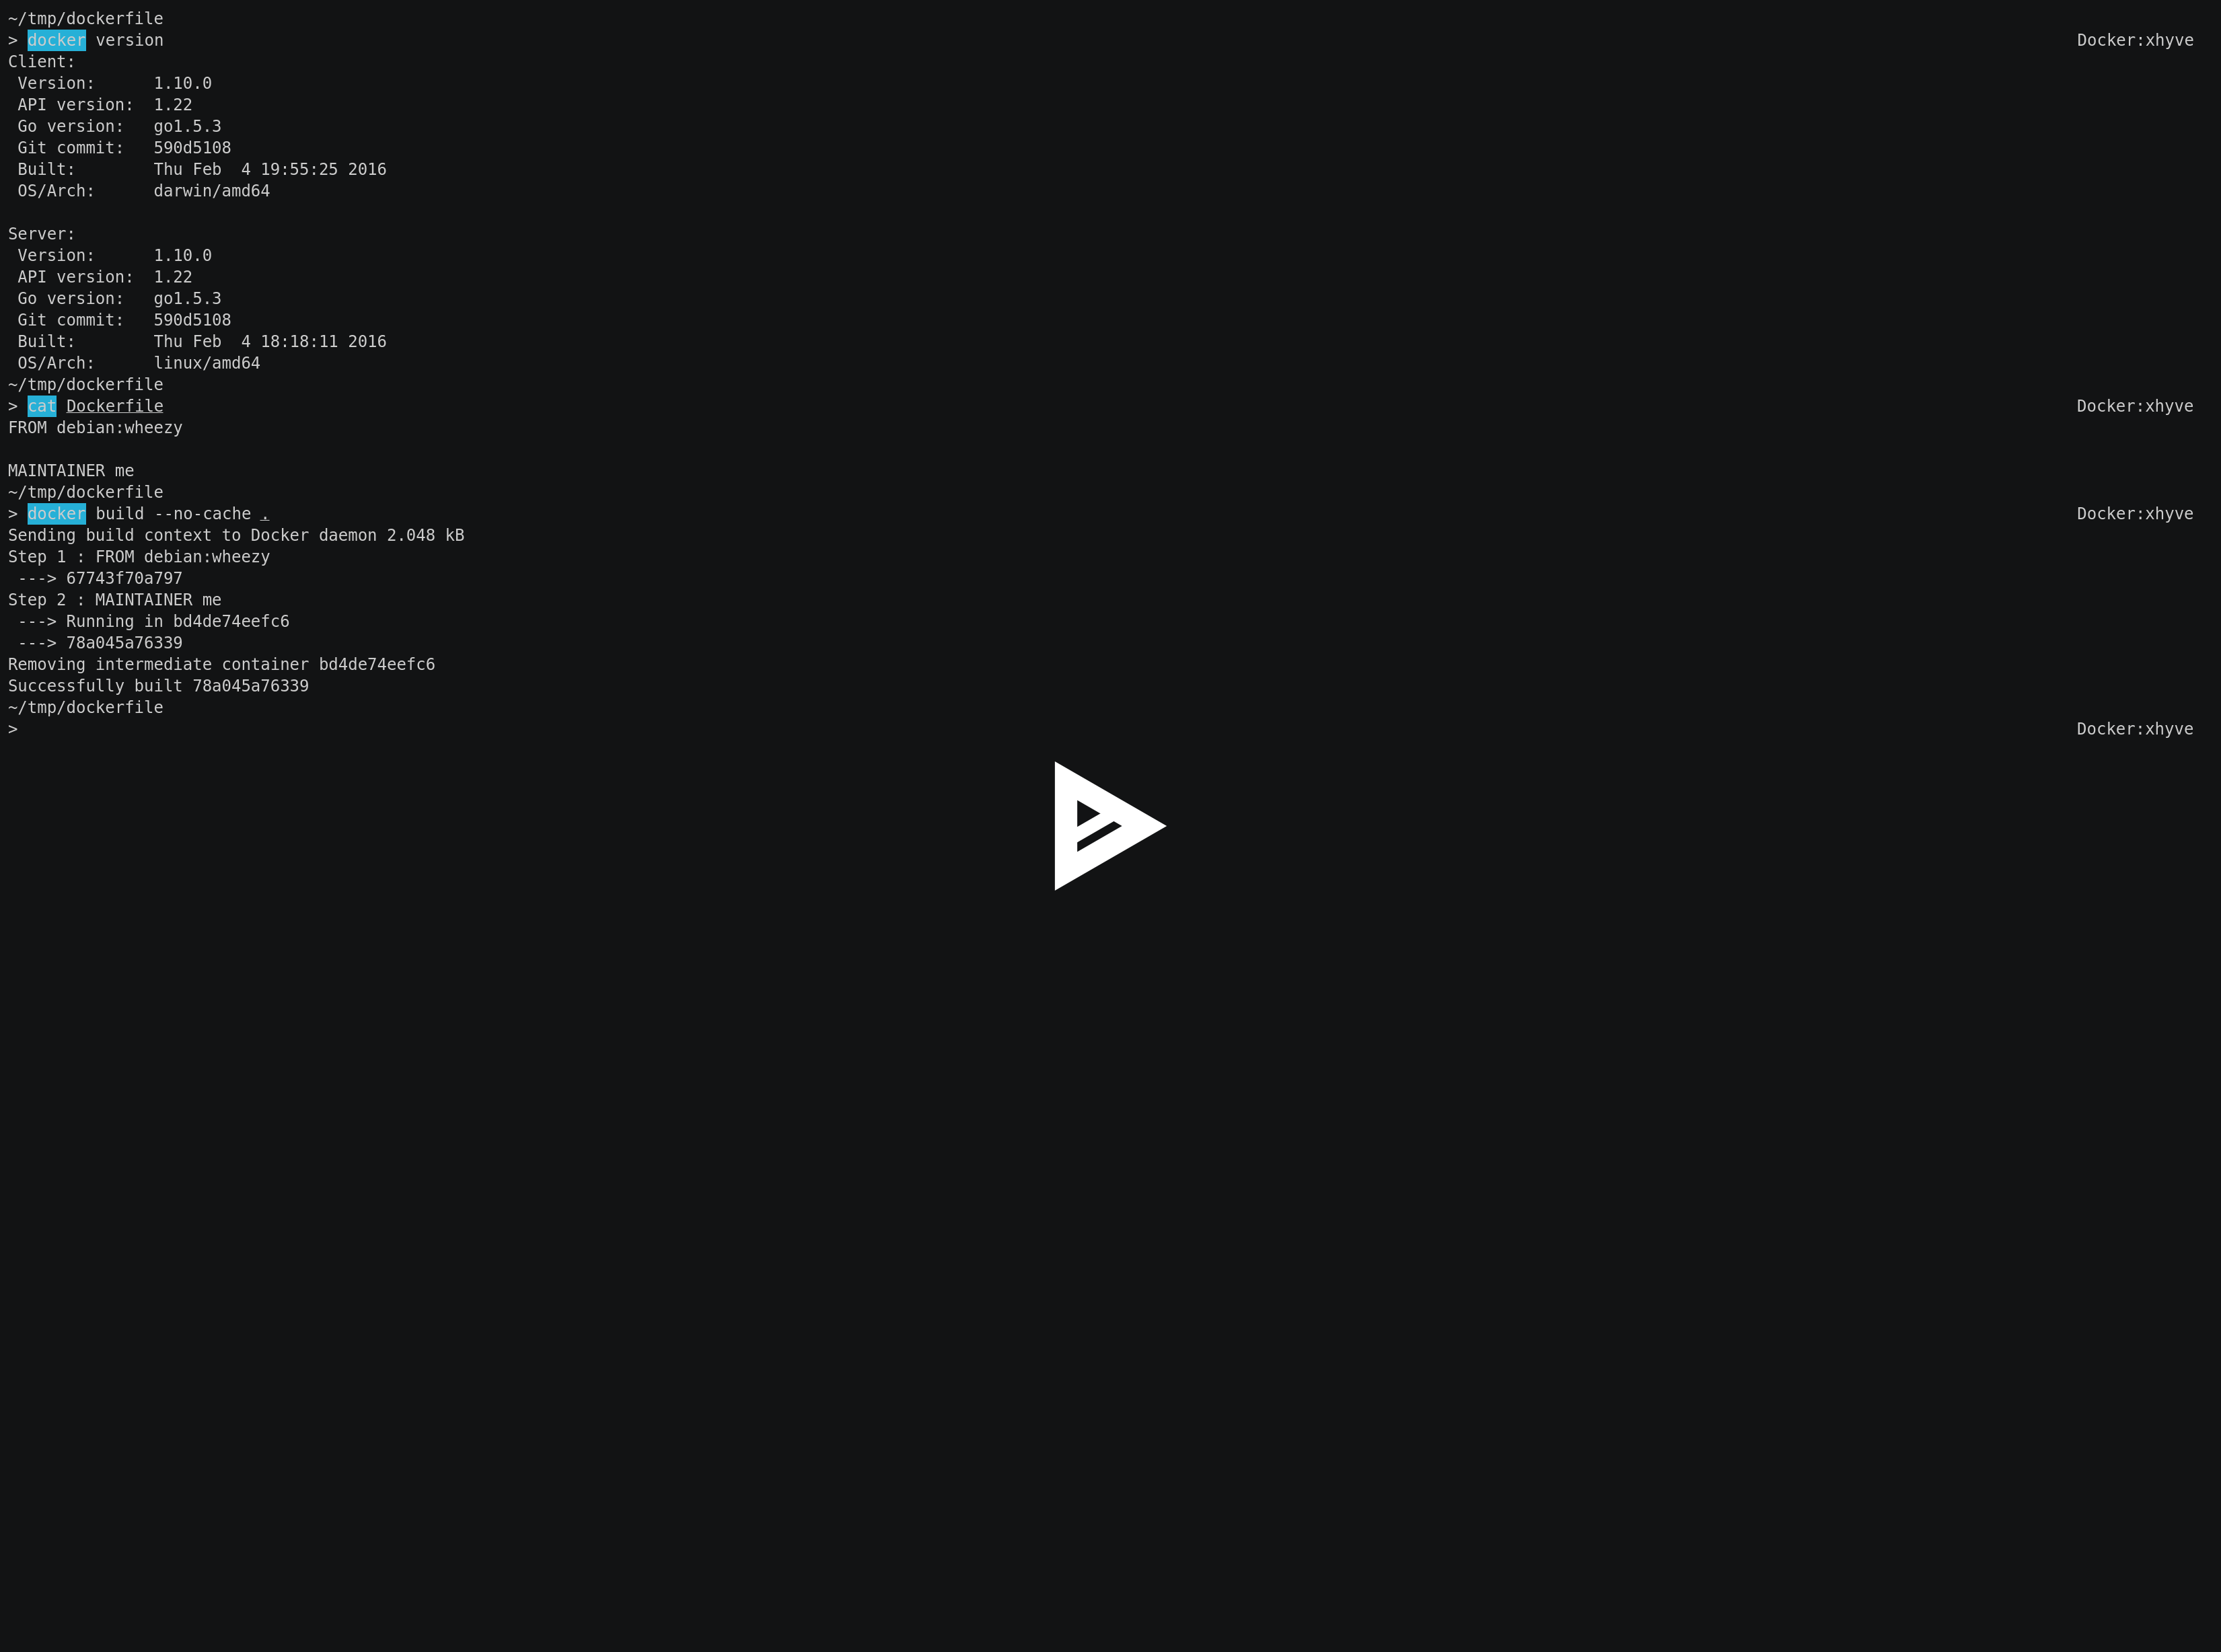 ~/tmp/dockerfile
> docker version Docker:xhyve
Client:
 Version:      1.10.0
 API version:  1.22
 Go version:   go1.5.3
 Git commit:   590d5108
 Built:        Thu Feb  4 19:55:25 2016
 OS/Arch:      darwin/amd64

Server:
 Version:      1.10.0
 API version:  1.22
 Go version:   go1.5.3
 Git commit:   590d5108
 Built:        Thu Feb  4 18:18:11 2016
 OS/Arch:      linux/amd64
~/tmp/dockerfile
> cat Dockerfile Docker:xhyve
FROM debian:wheezy

MAINTAINER me
~/tmp/dockerfile
> docker build --no-cache . Docker:xhyve
Sending build context to Docker daemon 2.048 kB
Step 1 : FROM debian:wheezy
 ---> 67743f70a797
Step 2 : MAINTAINER me
 ---> Running in bd4de74eefc6
 ---> 78a045a76339
Removing intermediate container bd4de74eefc6
Successfully built 78a045a76339
~/tmp/dockerfile
> Docker:xhyve